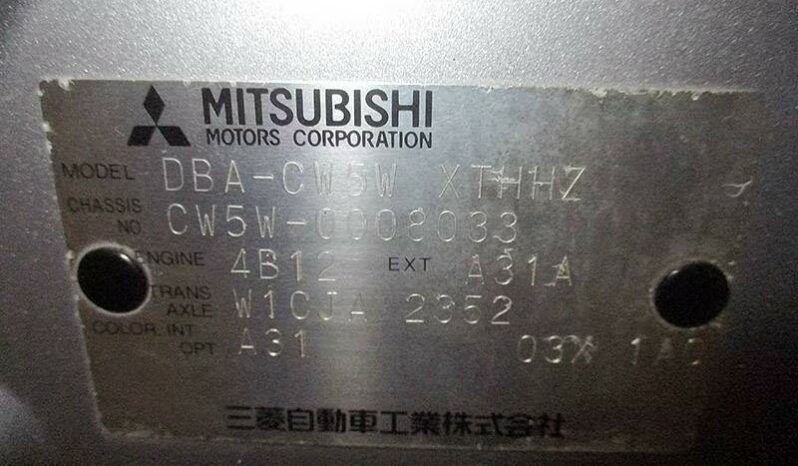 MITSUBISHI
MOTORS CORPORATION
MODEL DBA-CW5W XTHHZ
CHASSIS
NO CW5W-0008033
ENGINE 4B12 EXT A31A
TRANS
AXLE W1CJA 2352
COLOR, INT
OPT A31 03X 1A0
三菱自動車工業株式会社